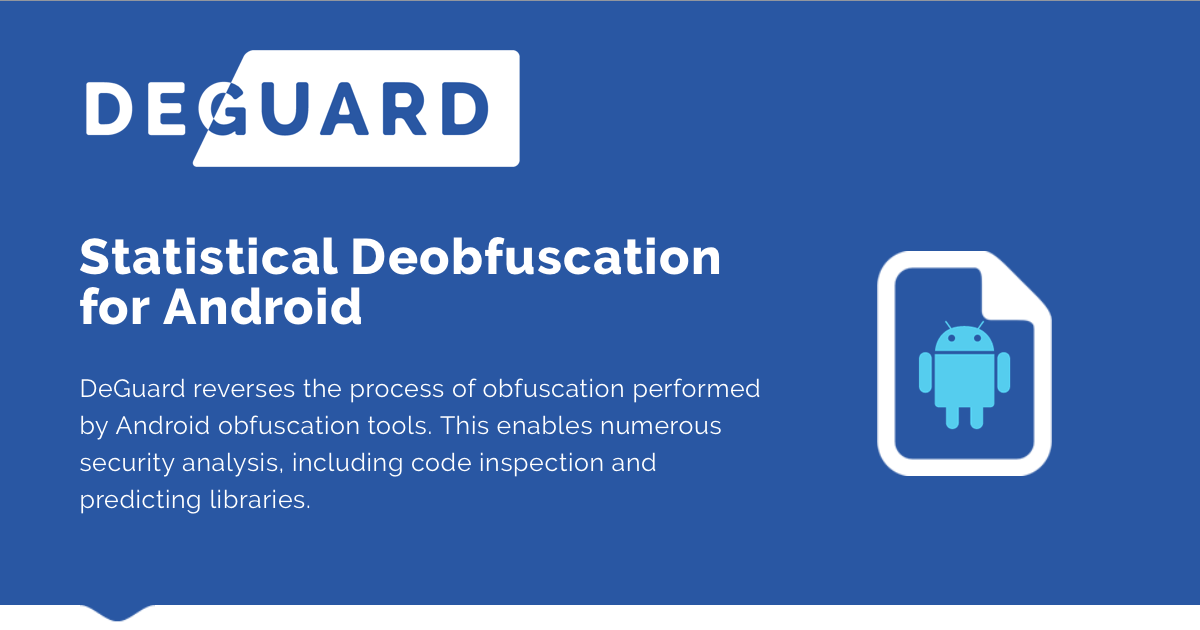 DEGUARD
Statistical Deobfuscation
for Android
DeGuard reverses the process of obfuscation performed
by Android obfuscation tools. This enables numerous
security analysis, including code inspection and
predicting libraries.